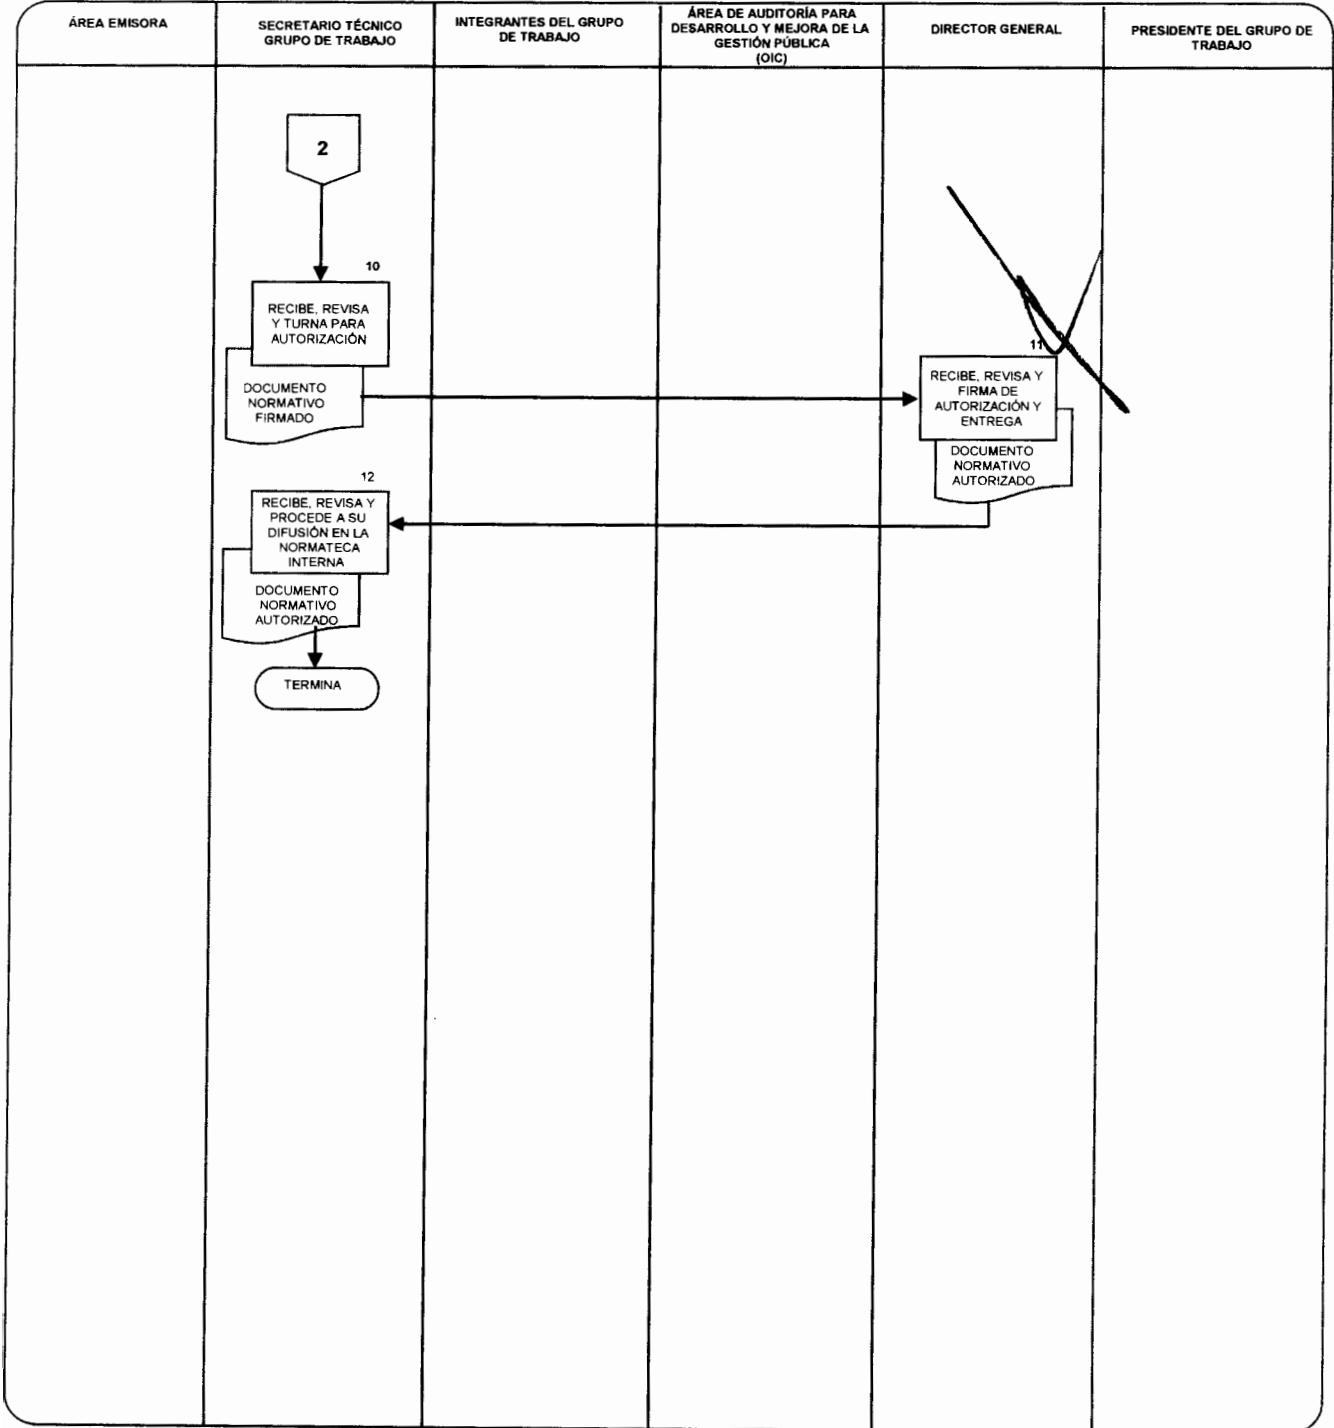 ÁREA EMISORA
SECRETARIO TÉCNICO
GRUPO DE TRABAJO
INTEGRANTES DEL GRUPO
DE TRABAJO
ÁREA DE AUDITORÍA PARA
DESARROLLO Y MEJORA DE LA
GESTIÓN PÚBLICA
(OIC)
DIRECTOR GENERAL
PRESIDENTE DEL GRUPO DE
TRABAJO
2
10
RECIBE, REVISA
Y TURNA PARA
AUTORIZACIÓN
DOCUMENTO
NORMATIVO
FIRMADO
11
RECIBE, REVISA Y
FIRMA DE
AUTORIZACIÓN Y
ENTREGA
DOCUMENTO
NORMATIVO
AUTORIZADO
12
RECIBE, REVISA Y
PROCEDE A SU
DIFUSIÓN EN LA
NORMATECA
INTERNA
DOCUMENTO
NORMATIVO
AUTORIZADO
TERMINA